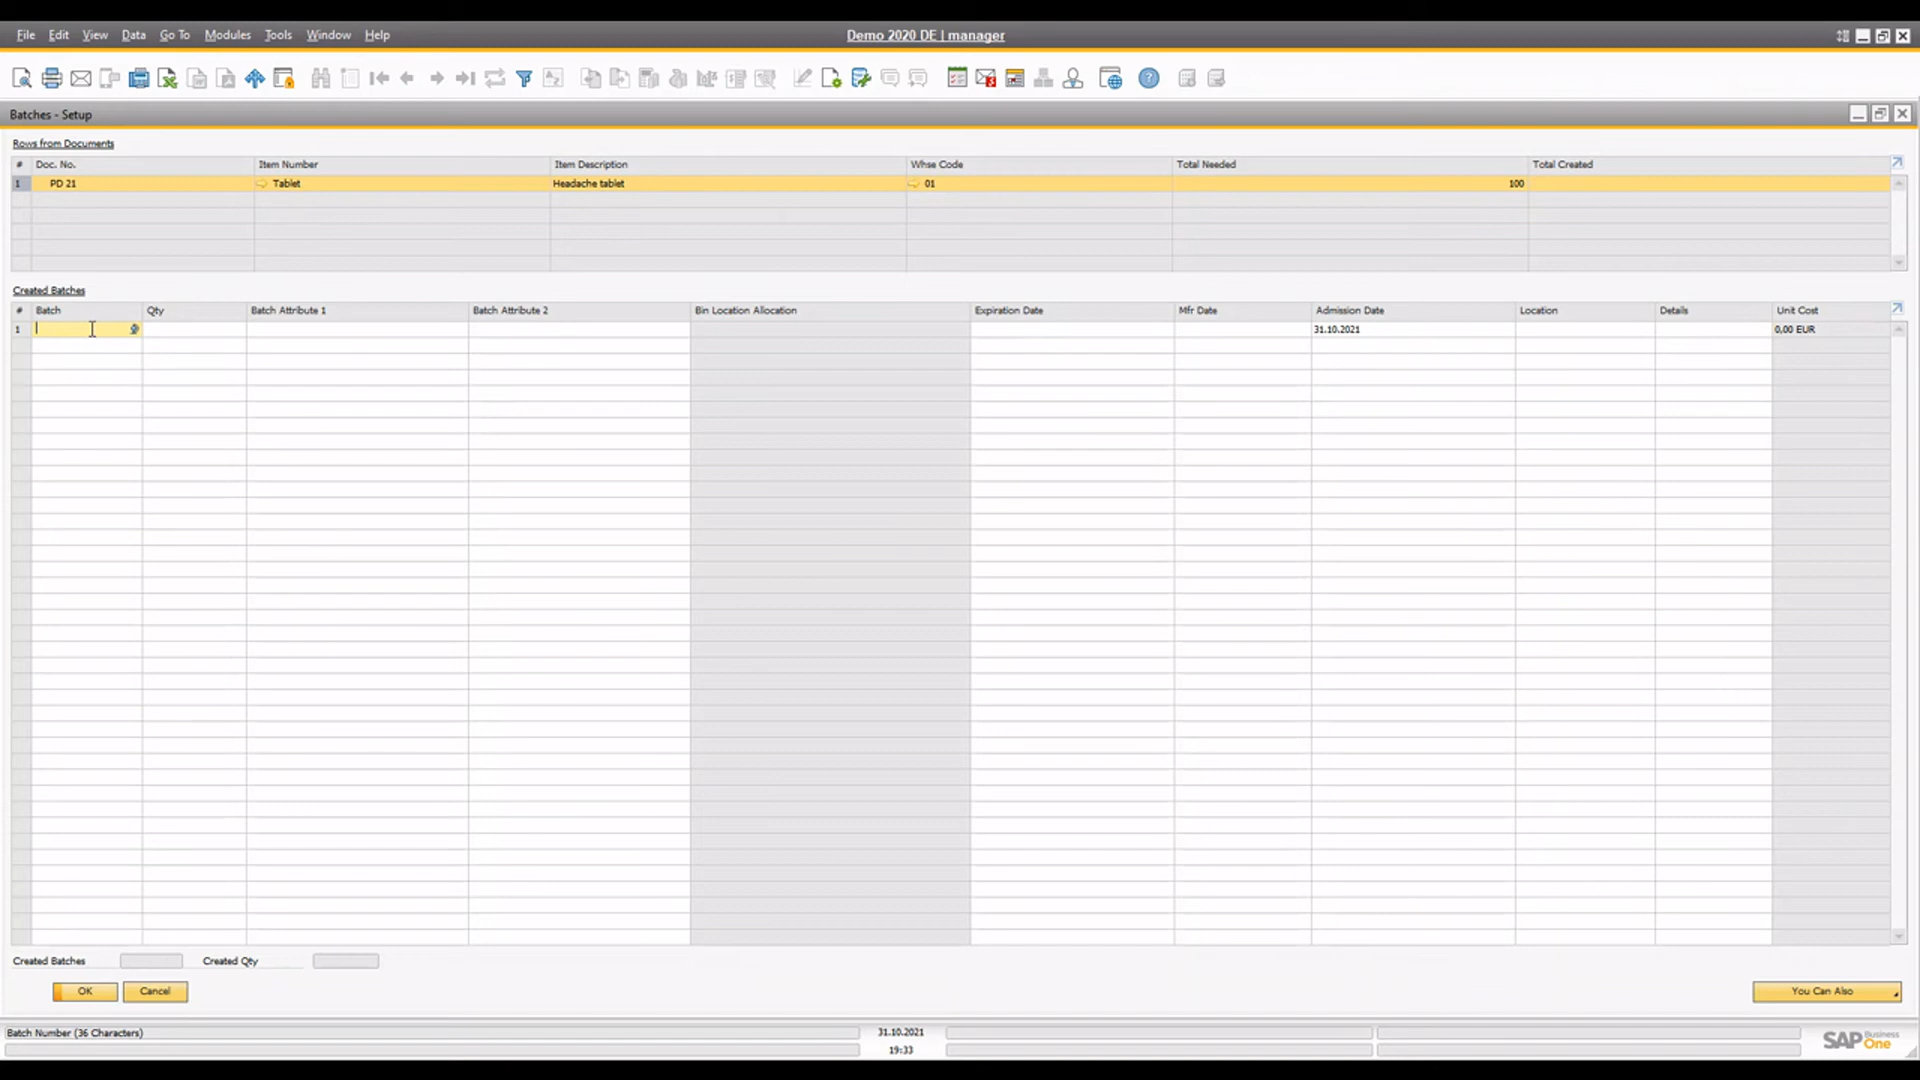 File Edit View Data Go To Modules Tools Window Help Demo 2020 DE | manager
Batches - Setup
Rows from Documents
# Doc. No. Item Number Item Description Whse Code Total Needed Total Created
1 PD 21 Tablet Headache tablet 01 100
Created Batches
# Batch Qty Batch Attribute 1 Batch Attribute 2 Bin Location Allocation Expiration Date Mfr Date Admission Date Location Details Unit Cost
1 31.10.2021 0,00 EUR
Created Batches Created Qty
OK Cancel You Can Also
Batch Number (36 Characters) 31.10.2021
19:33
SAP Business One